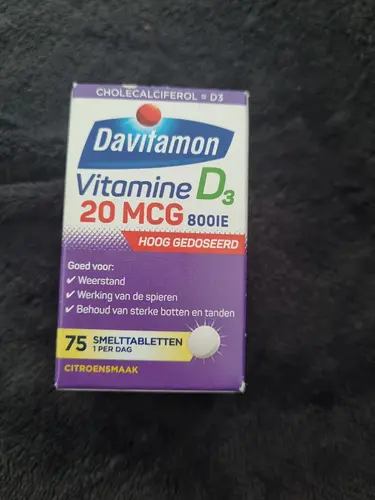 CHOLECALCIFEROL = D3
Davitamon
Vitamine D3
20 MCG 800IE
HOOG GEDOSEERD
Goed voor:
✓ Weerstand
✓ Werking van de spieren
✓ Behoud van sterke botten en tanden
75 SMELTTABLETTEN
1 PER DAG
CITROENSMAAK